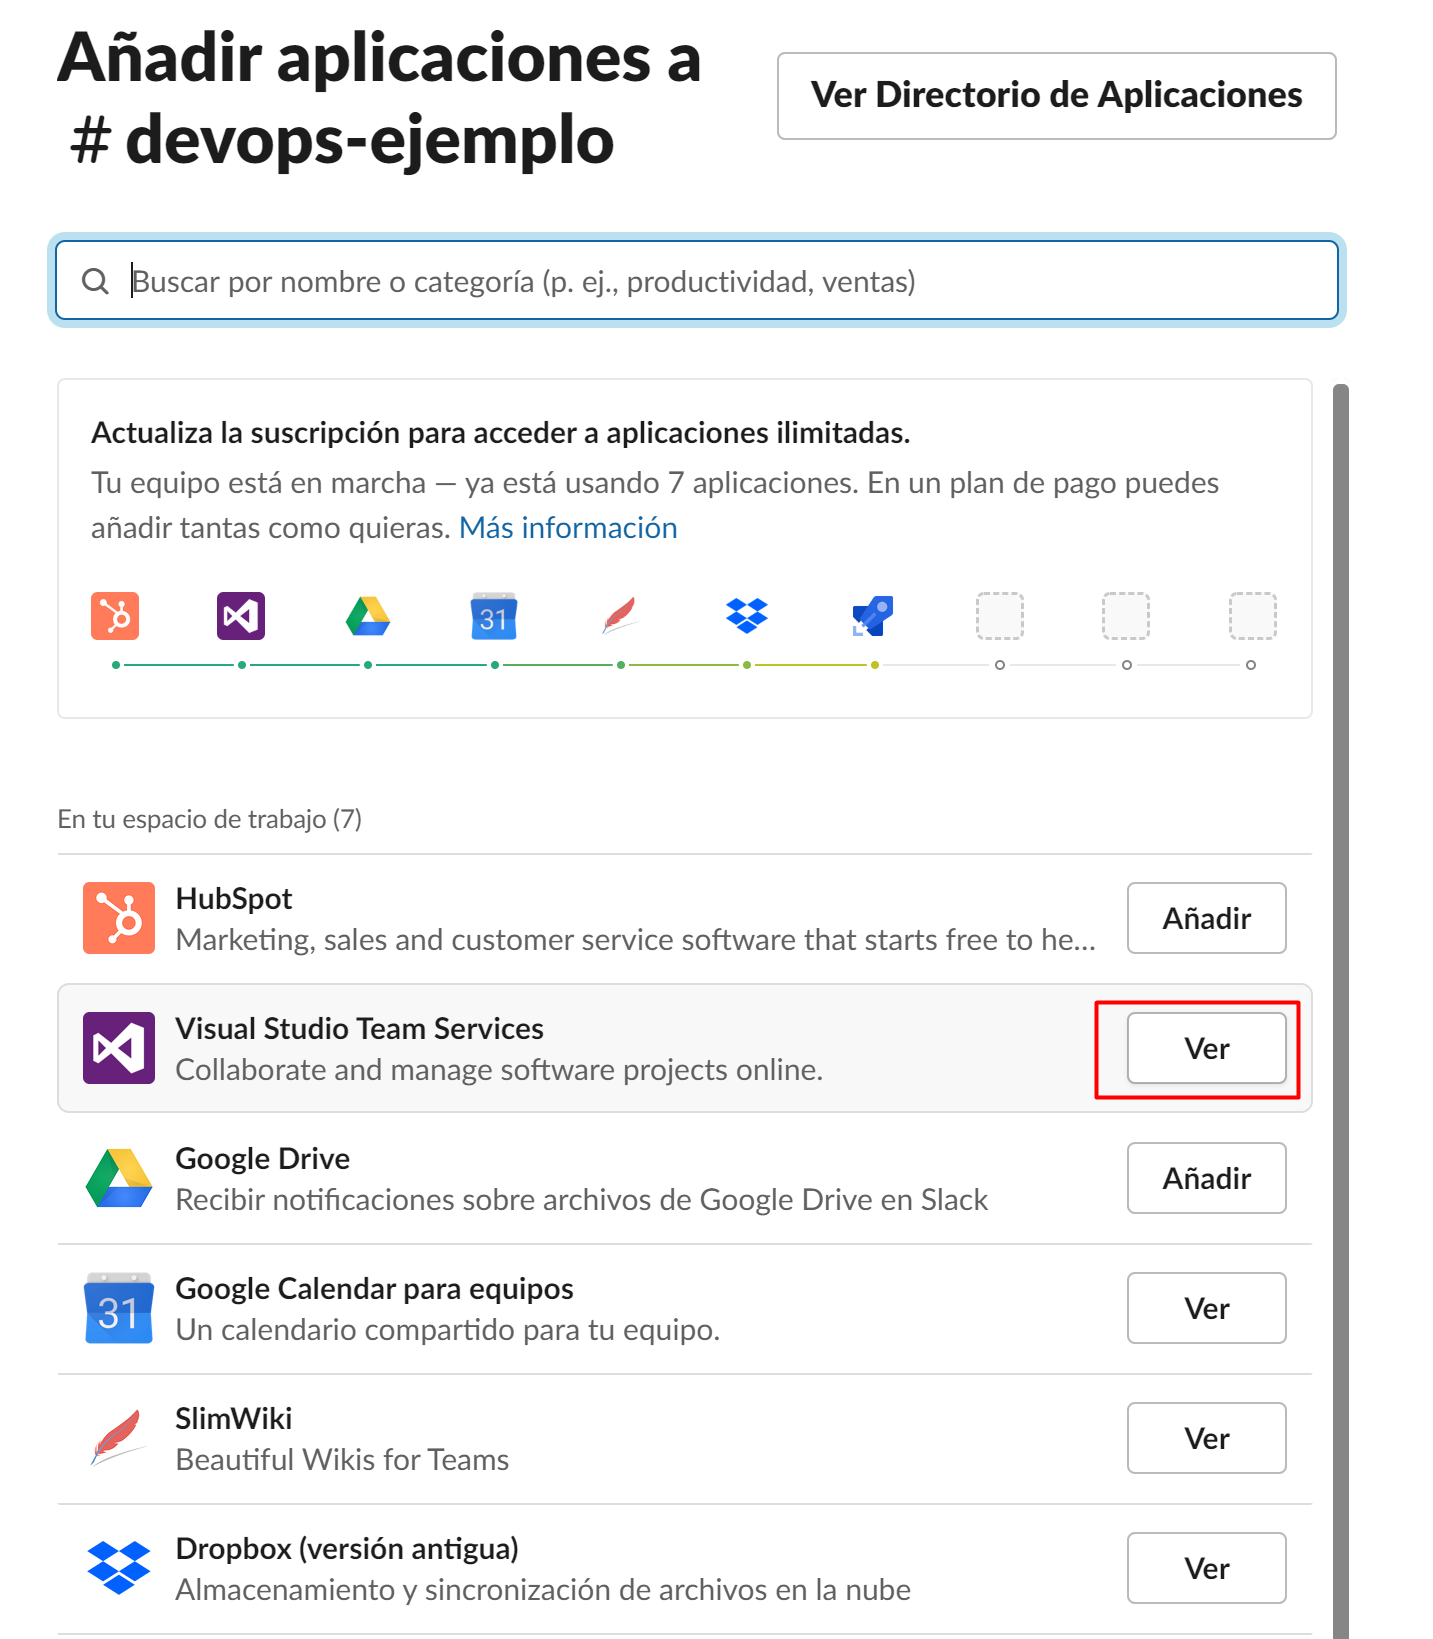 Añadir aplicaciones a
# devops-ejemplo
Ver Directorio de Aplicaciones
Buscar por nombre o categoría (p. ej., productividad, ventas)
Actualiza la suscripción para acceder a aplicaciones ilimitadas.
Tu equipo está en marcha — ya está usando 7 aplicaciones. En un plan de pago puedes
añadir tantas como quieras. Más información
31
En tu espacio de trabajo (7)
HubSpot
Marketing, sales and customer service software that starts free to he...
Añadir
Visual Studio Team Services
Collaborate and manage software projects online.
Ver
Google Drive
Recibir notificaciones sobre archivos de Google Drive en Slack
Añadir
31
Google Calendar para equipos
Un calendario compartido para tu equipo.
Ver
SlimWiki
Beautiful Wikis for Teams
Ver
Dropbox (versión antigua)
Almacenamiento y sincronización de archivos en la nube
Ver